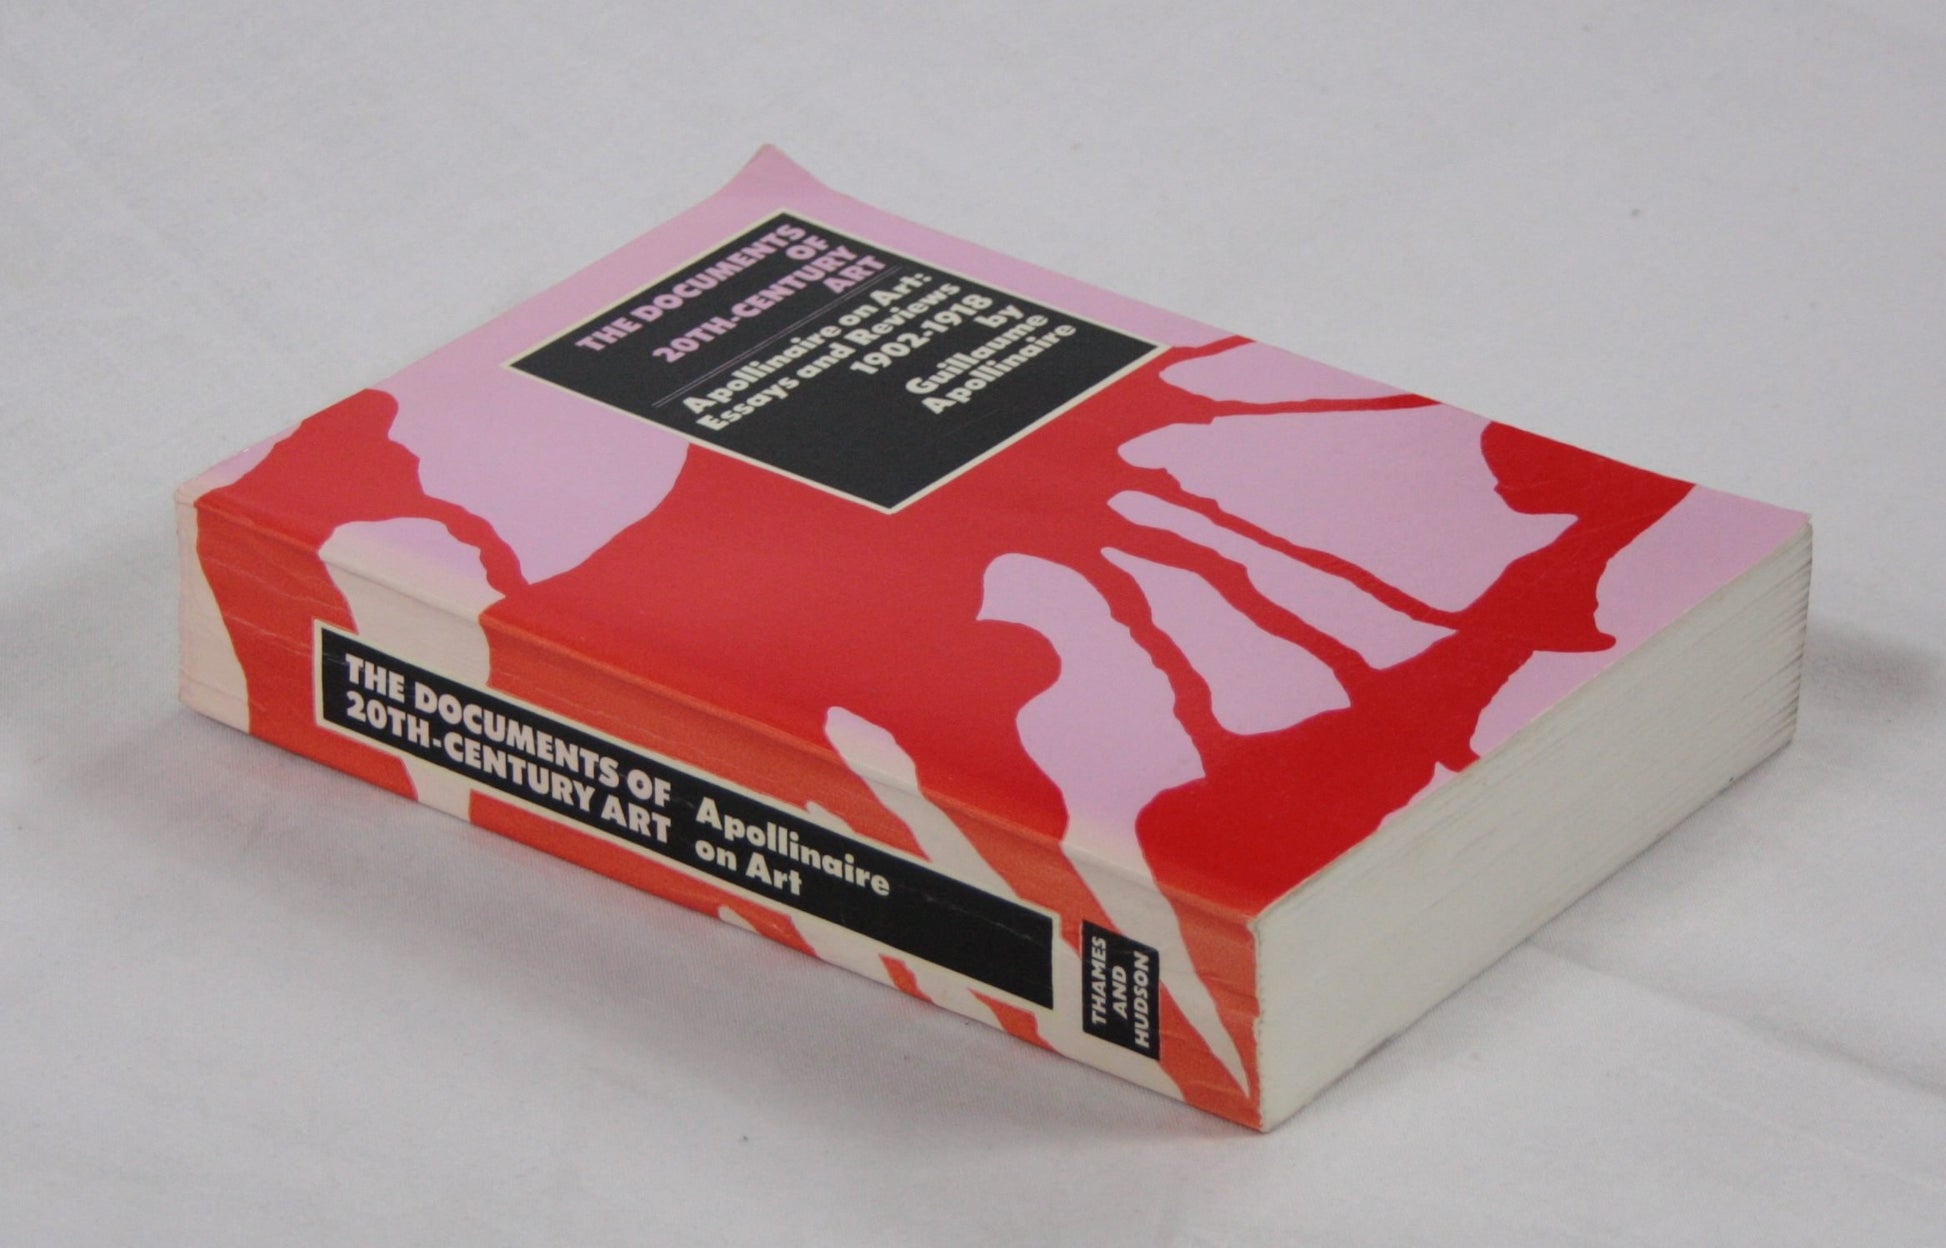 THE DOCUMENTS
OF
20TH-CENTURY
ART
Apollinaire on Art:
Essays and Reviews
1902-1918
by
Guillaume
Apollinaire
THE DOCUMENTS OF
20TH-CENTURY ART
Apollinaire
on Art
THAMES
AND
HUDSON